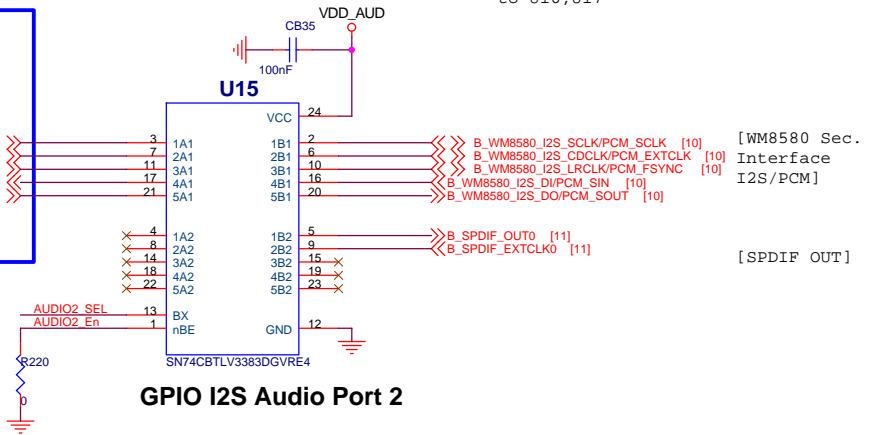 VDD_AUD
CB35
100nF
U15
VCC 24
3 1A1 1B1 2 B_WM8580_I2S_SCLK/PCM_SCLK [10]
7 2A1 2B1 6 B_WM8580_I2S_CDCLK/PCM_EXTCLK [10]
11 3A1 3B1 10 B_WM8580_I2S_LRCLK/PCM_FSYNC [10]
17 4A1 4B1 16 B_WM8580_I2S_DI/PCM_SIN [10]
21 5A1 5B1 20 B_WM8580_I2S_DO/PCM_SOUT [10]
[WM8580 Sec.
Interface
I2S/PCM]
4 1A2 1B2 5 B_SPDIF_OUT0 [11]
8 2A2 2B2 9 B_SPDIF_EXTCLK0 [11]
14 3A2 3B2 15
18 4A2 4B2 19
22 5A2 5B2 23
[SPDIF OUT]
AUDIO2_SEL 13 BX
AUDIO2_En 1 nBE GND 12
SN74CBTLV3383DGVRE4
R220
0
GPIO I2S Audio Port 2